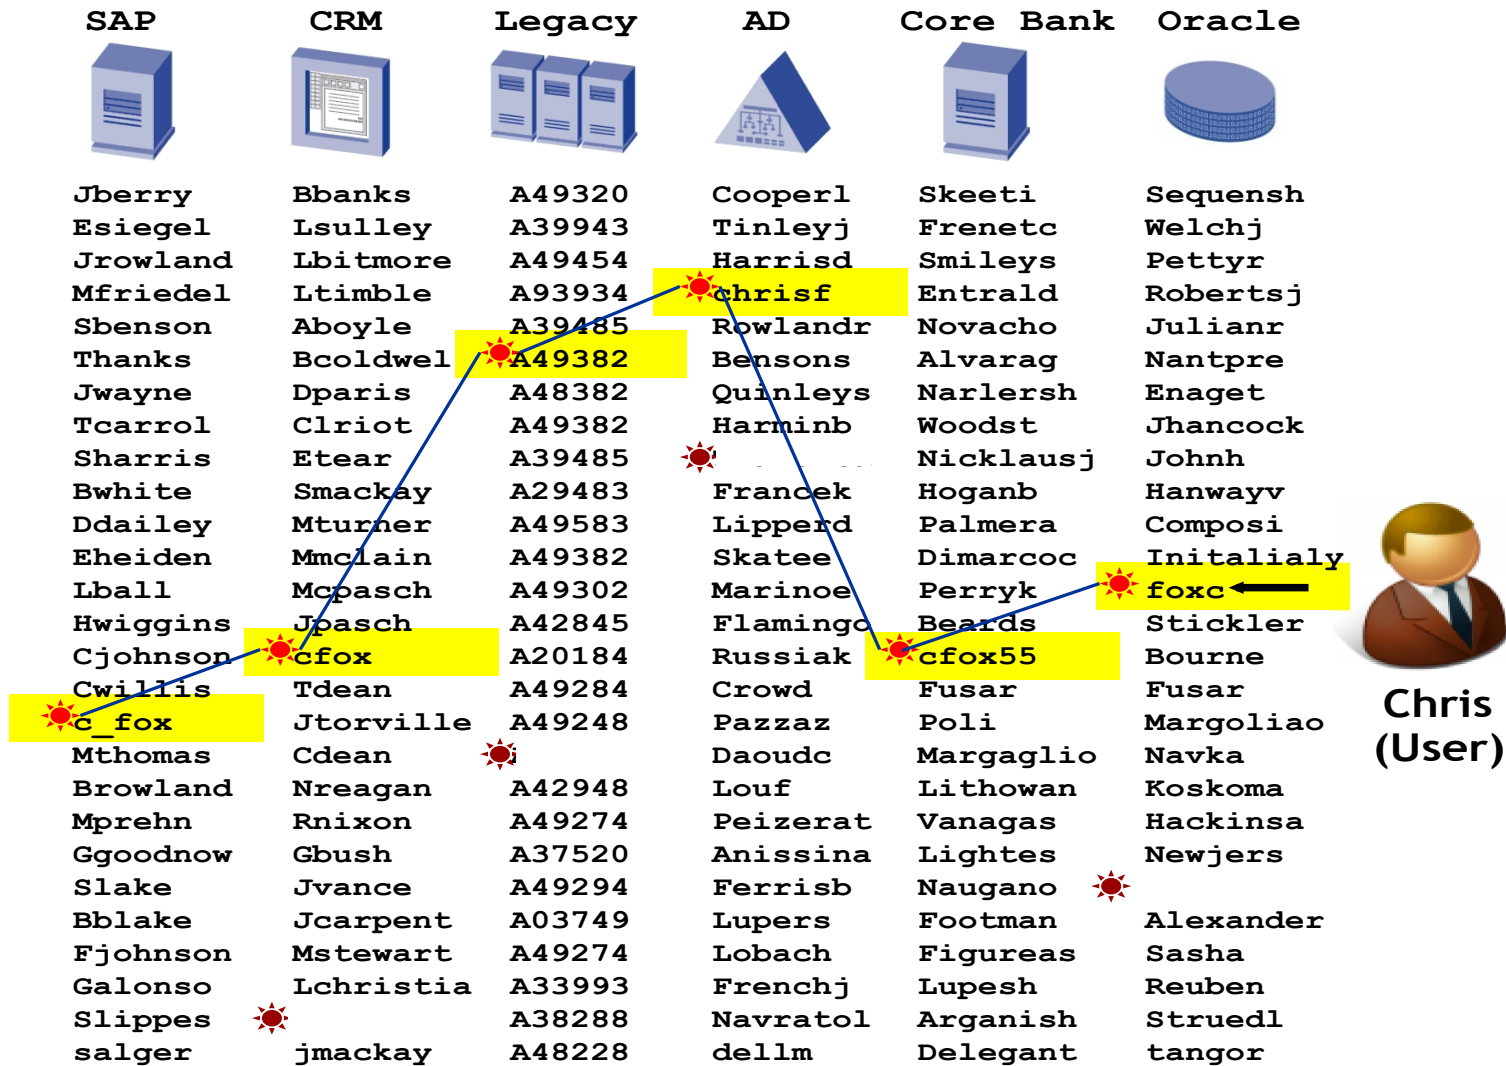 SAP CRM Legacy AD Core Bank Oracle
Jberry Bbanks A49320 Cooperl Skeeti Sequensh
Esiegel Lsulley A39943 Tinleyj Frenetc Welchj
Jrowland Lbitmore A49454 Harrisd Smileys Pettyr
Mfriedel Ltimble A93934 chrisf Entrald Robertsj
Sbenson Aboyle A39485 Rowlandr Novacho Julianr
Thanks Bcoldwel A49382 Bensons Alvarag Nantpre
Jwayne Dparis A48382 Quinleys Narlersh Enaget
Tcarrol Clriot A49382 Harminb Woodst Jhancock
Sharris Etear A39485 Nicklausj Johnh
Bwhite Smackay A29483 Francek Hoganb Hanwayv
Ddailey Mturner A49583 Lipperd Palmera Composi
Eheiden Mmclain A49382 Skatee Dimarcoc Initalialy
Lball Mcpasch A49302 Marinoe Perryk foxc
Hwiggins Jpasch A42845 Flamingo Beards Stickler
Cjohnson cfox A20184 Russiak cfox55 Bourne
Cwillis Tdean A49284 Crowd Fusar Fusar
c_fox Jtorville A49248 Pazzaz Poli Margoliao
Mthomas Cdean Daoudc Margaglio Navka
Browland Nreagan A42948 Louf Lithowan Koskoma
Mprehn Rnixon A49274 Peizerat Vanagas Hackinsa
Ggoodnow Gbush A37520 Anissina Lightes Newjers
Slake Jvance A49294 Ferrisb Naugano
Bblake Jcarpent A03749 Lupers Footman Alexander
Fjohnson Mstewart A49274 Lobach Figureas Sasha
Galonso Lchristia A33993 Frenchj Lupesh Reuben
Slippes A38288 Navratol Arganish Struedl
salger jmackay A48228 dellm Delegant tangor
Chris
(User)